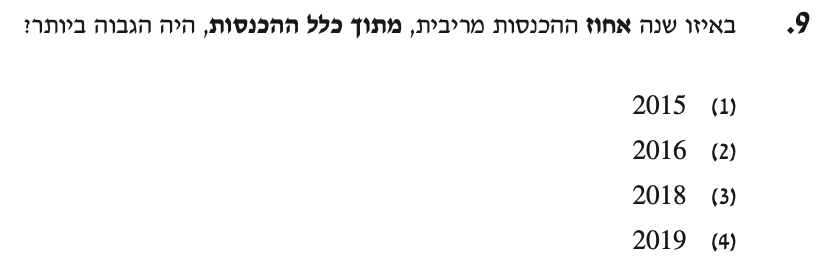 9. באיזו שנה אחוז ההכנסות מריבית, מתוך כלל ההכנסות, היה הגבוה ביותר?
(1) 2015
(2) 2016
(3) 2018
(4) 2019